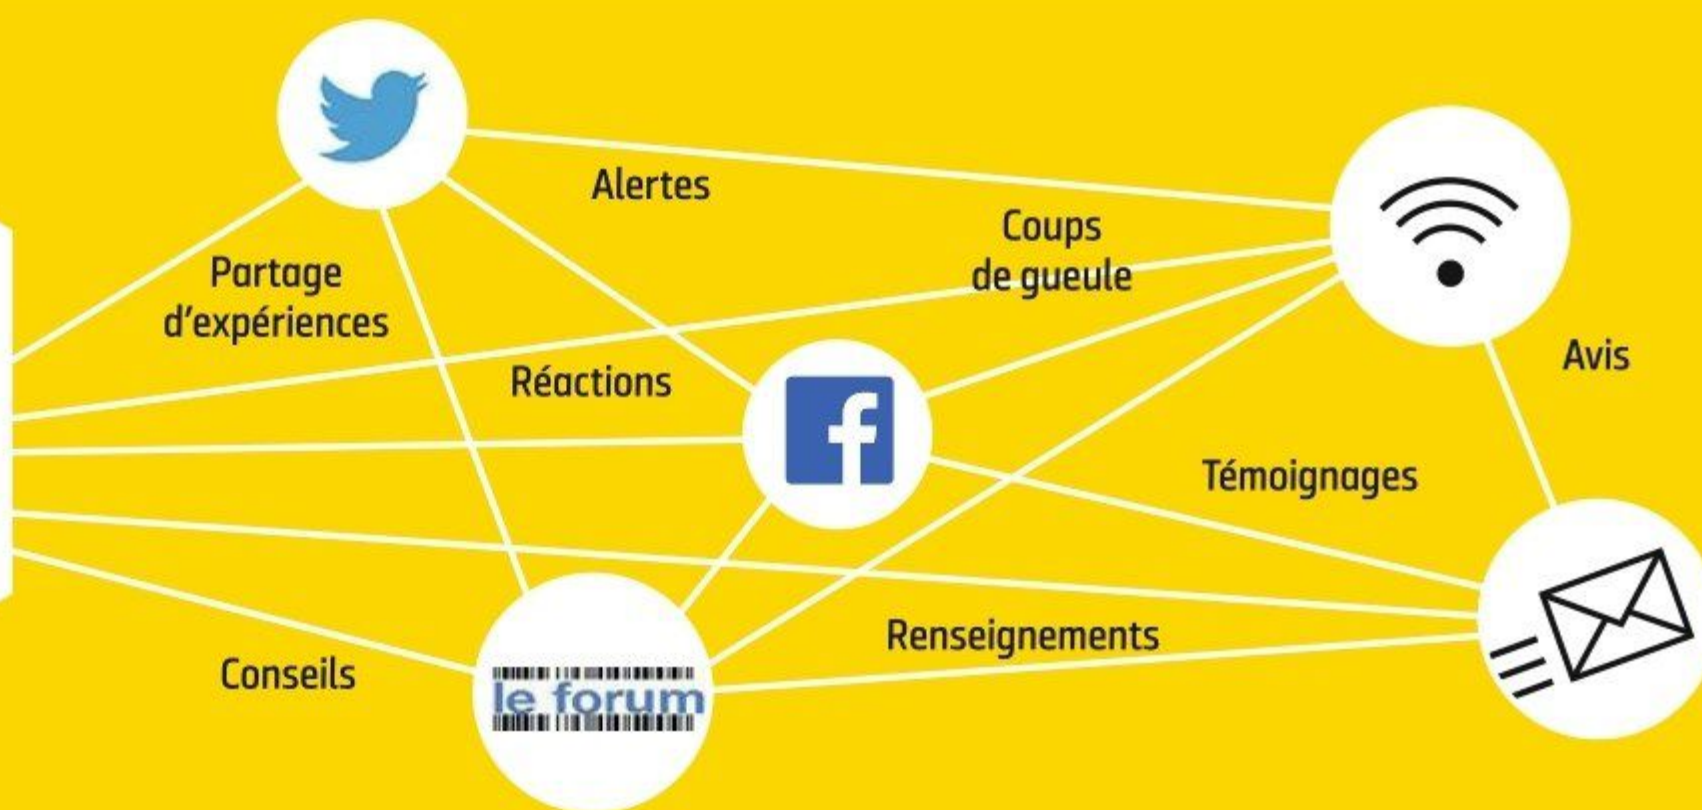 Alertes
Coups
de gueule
Partage
d'expériences
Avis
Réactions
Témoignages
Renseignements
Conseils
le forum